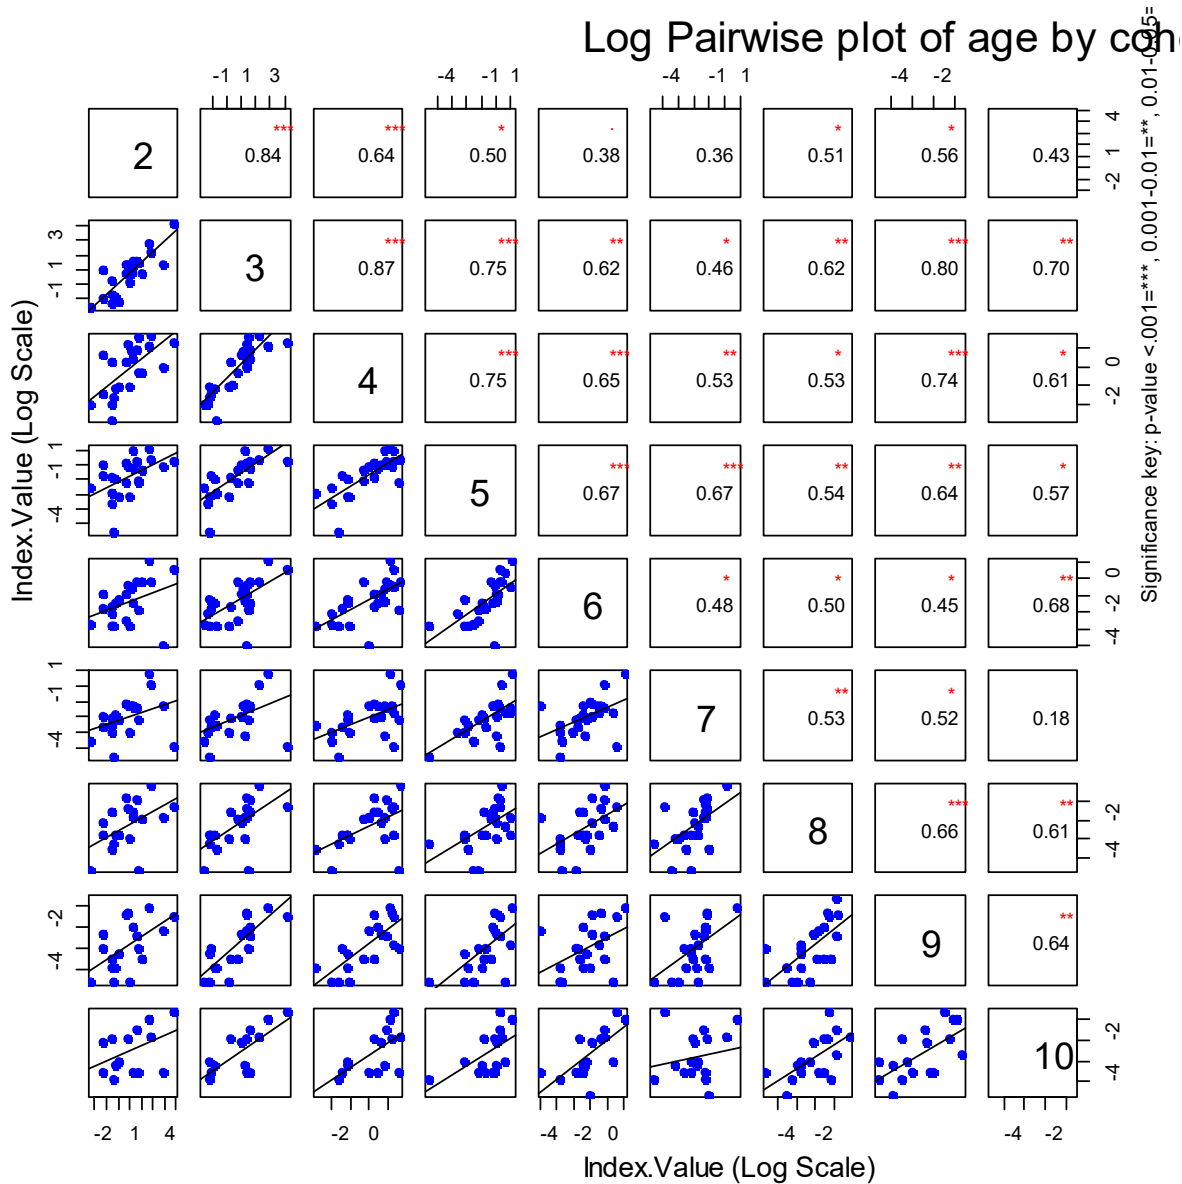 Log Pairwise plot of age by coho
-1 1 3 -4 -1 1 -4 -1 1 -4 -2
2 *** 0.84 *** 0.64 * 0.50 . 0.38 0.36 * 0.51 * 0.56 0.43 -2 1 4
-1 1 3 3 *** 0.87 *** 0.75 ** 0.62 * 0.46 ** 0.62 *** 0.80 ** 0.70
4 *** 0.75 *** 0.65 ** 0.53 * 0.53 *** 0.74 * 0.61 -2 0
-4 -1 1 5 *** 0.67 *** 0.67 ** 0.54 ** 0.64 * 0.57
6 * 0.48 * 0.50 * 0.45 ** 0.68 -4 -2 0
-4 -1 1 7 ** 0.53 * 0.52 0.18
8 *** 0.66 ** 0.61 -4 -2
-4 -2 9 ** 0.64
10 -4 -2
-2 1 4 -2 0 -4 -2 0 -4 -2 -4 -2
Index.Value (Log Scale)
Index.Value (Log Scale)
Significance key: p-value <.001=***, 0.001-0.01=**, 0.01-0.05=